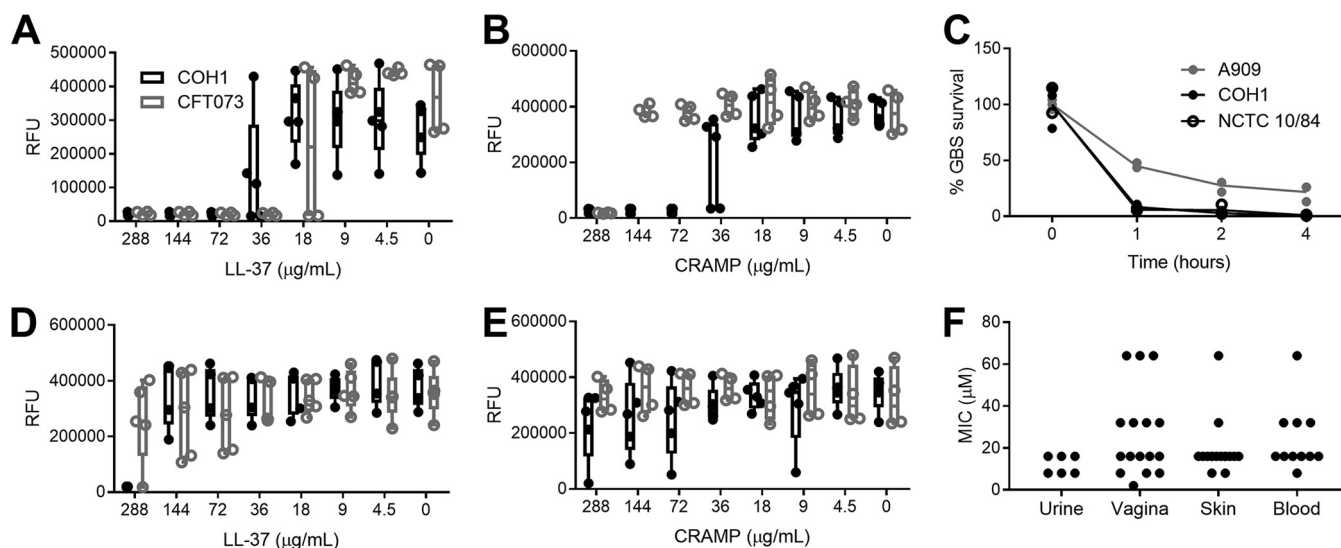 A
500000
400000
300000
200000
100000
0
RFU
COH1
CFT073
288 144 72 36 18 9 4.5 0
LL-37 (μg/mL)
B
600000
400000
200000
0
RFU
288 144 72 36 18 9 4.5 0
CRAMP (μg/mL)
C
150
100
50
0
% GBS survival
A909
COH1
NCTC 10/84
0 1 2 4
Time (hours)
D
600000
400000
200000
0
RFU
288 144 72 36 18 9 4.5 0
LL-37 (μg/mL)
E
600000
400000
200000
0
RFU
288 144 72 36 18 9 4.5 0
CRAMP (μg/mL)
F
80
60
40
20
0
MIC (μM)
Urine Vagina Skin Blood